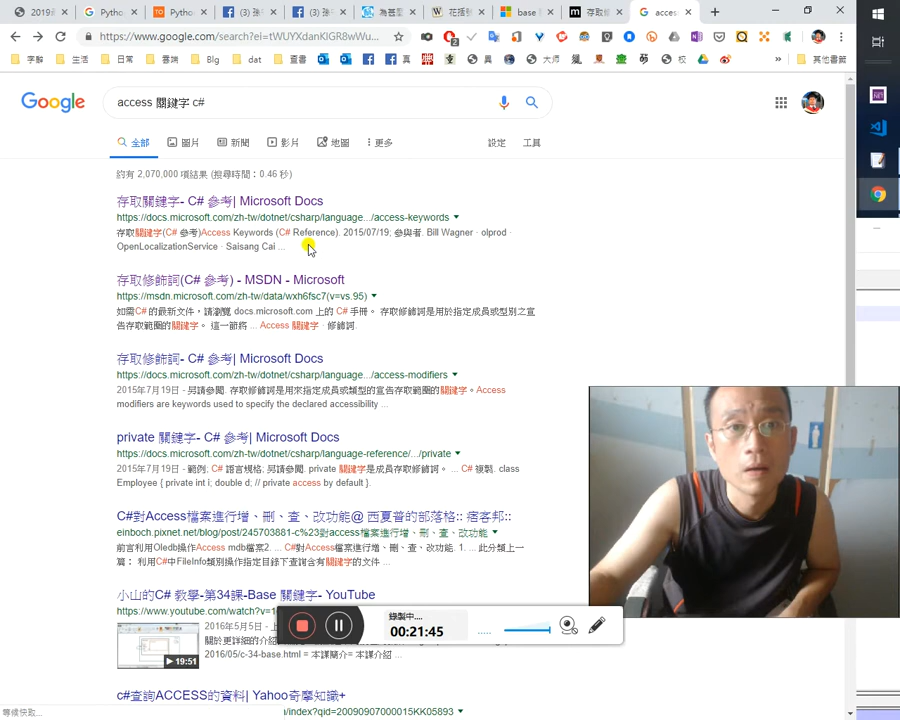 2019
Pytho
Pytho
(3) 孫
(3) 孫
為甚
花括號
base
存取修
acces
https://www.google.com/search?ei=tWUYXdanKIGR8wWu...
字幹
生活
日常
雲端
Blg
dat
查書
真
異
大师
校
其他書籤
Google
access 關鍵字 c#
全部
圖片
新聞
影片
地圖
更多
設定
工具
約有 2,070,000 項結果 (搜尋時間：0.46 秒)
存取關鍵字- C# 參考| Microsoft Docs
https://docs.microsoft.com/zh-tw/dotnet/csharp/language.../access-keywords
存取關鍵字(C# 參考)Access Keywords (C# Reference). 2015/07/19; 參與者. Bill Wagner · olprod ·
OpenLocalizationService · Saisang Cai ...
存取修飾詞(C# 參考) - MSDN - Microsoft
https://msdn.microsoft.com/zh-tw/data/wxh6fsc7(v=vs.95)
如需C# 的最新文件，請瀏覽 docs.microsoft.com 上的 C# 手冊。 存取修飾詞是用於指定成員或型別之宣
告存取範圍的關鍵字。 這一節將 ... Access 關鍵字 · 修飾詞.
存取修飾詞- C# 參考| Microsoft Docs
https://docs.microsoft.com/zh-tw/dotnet/csharp/language.../access-modifiers
2015年7月19日 - 另請參閱. 存取修飾詞是用來指定成員或類型的宣告存取範圍的關鍵字。Access
modifiers are keywords used to specify the declared accessibility ...
private 關鍵字- C# 參考| Microsoft Docs
https://docs.microsoft.com/zh-tw/dotnet/csharp/language-reference/.../private
2015年7月19日 - 範例; C# 語言規格; 另請參閱. private 關鍵字是成員存取修飾詞。 ... C# 複製. class
Employee { private int i; double d; // private access by default }.
C#對Access檔案進行增、刪、查、改功能@ 西夏普的部落格:: 痞客邦::
einboch.pixnet.net/blog/post/245703881-c%23對access檔案進行增、刪、查、改功能
前言利用Oledb操作Access mdb檔案2. ... C#對Access檔案進行增、刪、查、改功能. 1. ... 此分類上一
篇： 利用C#中FileInfo類別操作指定目錄下查詢含有關鍵字的文件 ...
小山的C# 教學-第34課-Base 關鍵字- YouTube
https://www.youtube.com/watch?v=1
2016年5月5日 - 上
關於更詳細的介紹
2016/05/c-34-base.html = 本課簡介= 本課介紹 ...
19:51
錄製中....
00:21:45
c#查詢ACCESS的資料| Yahoo奇摩知識+
/index?qid=20090907000015KK05893
等候快取...